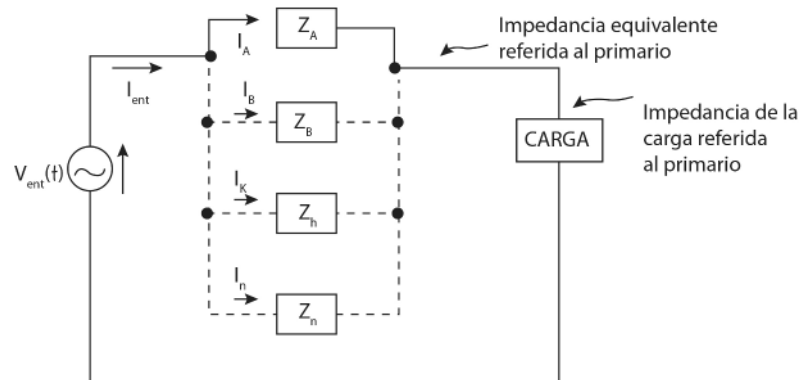 Impedancia equivalente
referida al primario
Z_A
I_A
I_ent
I_B
Z_B
Impedancia de la
carga referida
al primario
CARGA
V_ent(t)
I_K
Z_h
I_n
Z_n